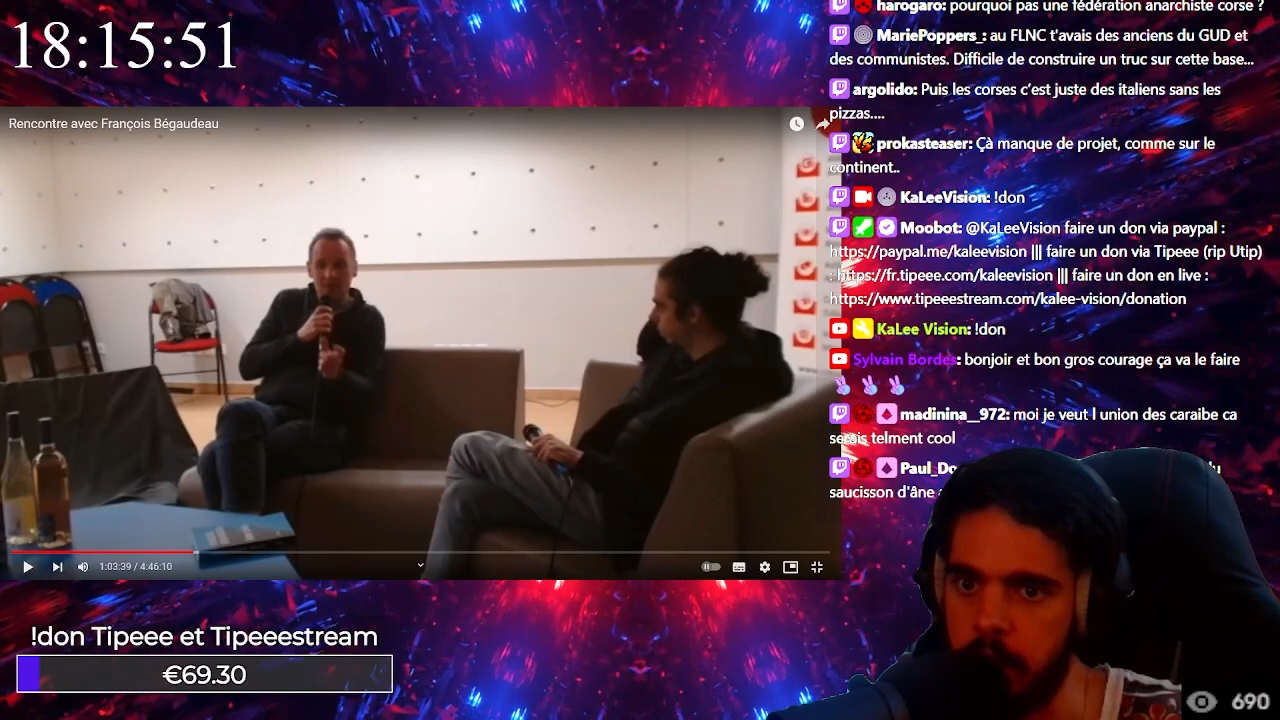 18:15:51
Rencontre avec François Bégaudeau
1:03:39 / 4:46:10
!don Tipeee et Tipeeestream
€69.30
harogaro: pourquoi pas une fédération anarchiste corse ?
MariePoppers_: au FLNC t'avais des anciens du GUD et
des communistes. Difficile de construire un truc sur cette base...
argolido: Puis les corses c'est juste des italiens sans les
pizzas....
prokasteaser: Çà manque de projet, comme sur le
continent..
KaLeeVision: !don
Moobot: @KaLeeVision faire un don via paypal :
https://paypal.me/kaleevision ||| faire un don via Tipeee (rip Utip)
: https://fr.tipeee.com/kaleevision ||| faire un don en live :
https://www.tipeeestream.com/kalee-vision/donation
KaLee Vision: !don
Sylvain Bordes: bonjoir et bon gros courage ça va le faire
madinina__972: moi je veut l union des caraibe ca
serais telment cool
saucisson d'âne
690